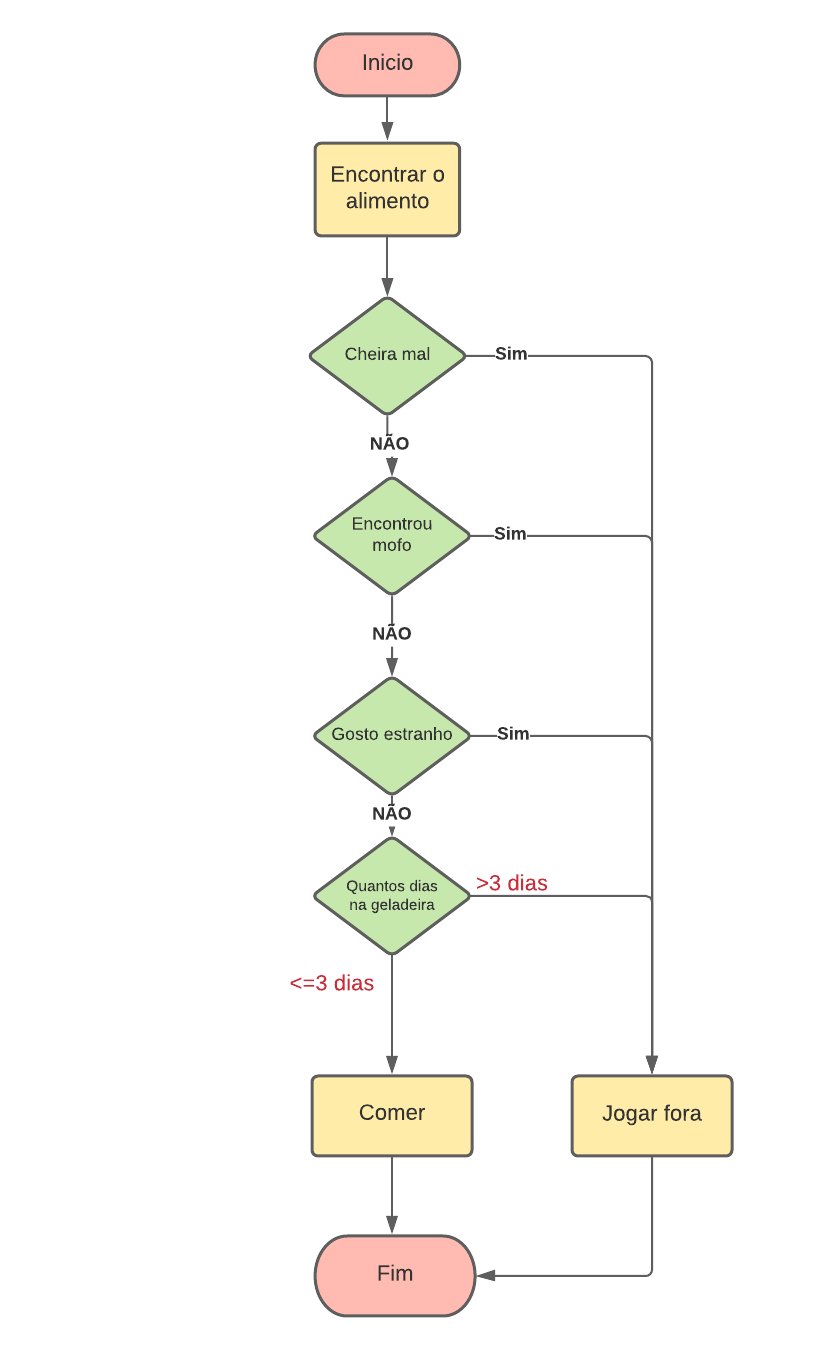 Inicio
Encontrar o
alimento
Cheira mal
Sim
NÃO
Encontrou
mofo
Sim
NÃO
Gosto estranho
Sim
NÃO
Quantos dias
na geladeira
>3 dias
<=3 dias
Comer
Jogar fora
Fim